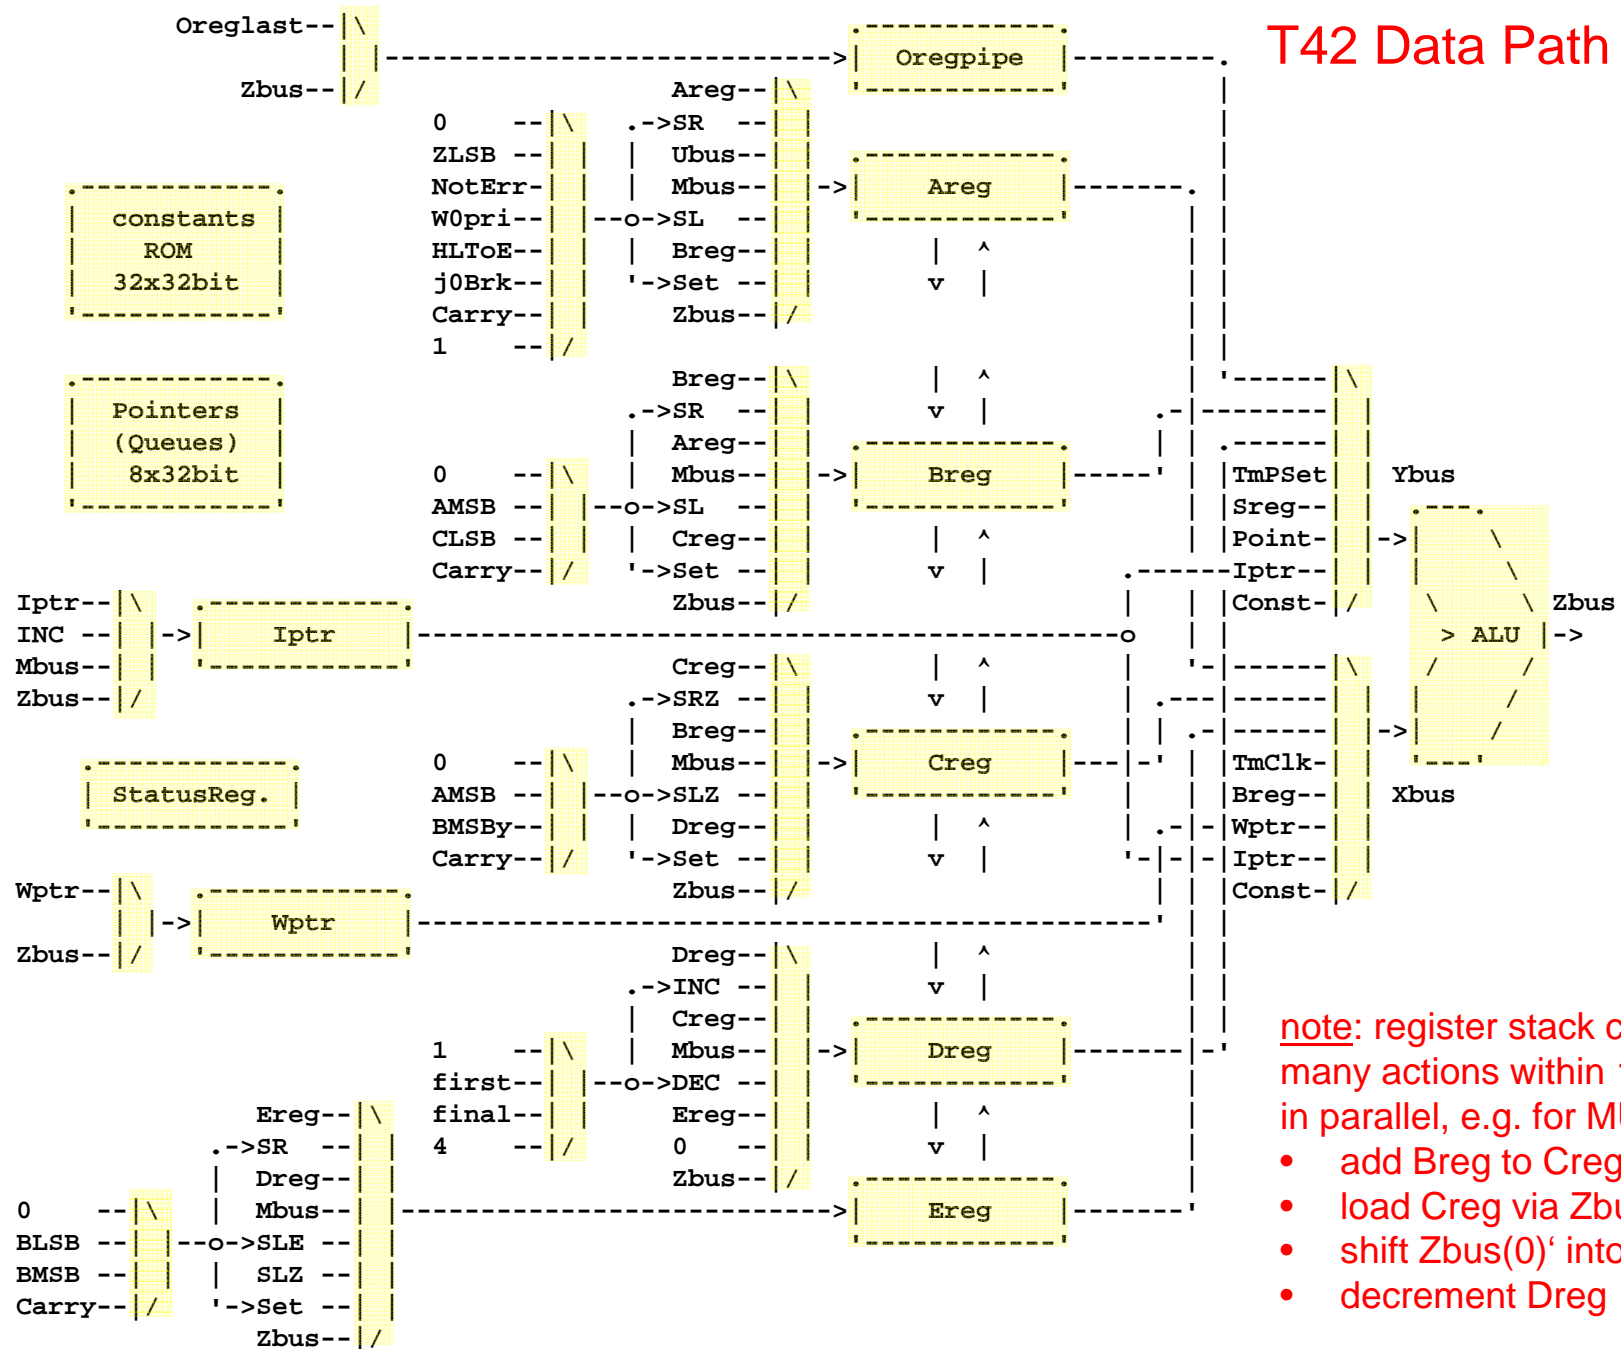 T42 Data Path
Oreglast
Zbus
Oregpipe
0
ZLSB
NotErr
W0pri
HLToE
j0Brk
Carry
1
Areg
SR
Ubus
Mbus
SL
Breg
Set
Zbus
Areg
constants
ROM
32x32bit
Pointers
(Queues)
8x32bit
0
AMSB
CLSB
Carry
Breg
SR
Areg
Mbus
SL
Creg
Set
Zbus
Breg
Iptr
INC
Mbus
Zbus
Iptr
0
AMSB
BMSBy
Carry
Creg
SRZ
Breg
Mbus
SLZ
Dreg
Set
Zbus
Creg
StatusReg.
Wptr
Zbus
Wptr
1
first
final
4
Dreg
INC
Creg
Mbus
DEC
Ereg
0
Zbus
Dreg
0
BLSB
BMSB
Carry
Ereg
SR
Dreg
Mbus
SLE
SLZ
Set
Zbus
Ereg
TmPSet
Sreg
Point
Iptr
Const
Ybus
ALU
Zbus
TmClk
Breg
Wptr
Iptr
Const
Xbus
note: register stack
many actions within
in parallel, e.g. for
• add Breg to Creg
• load Creg via
• shift Zbus(0)‘
• decrement Dreg